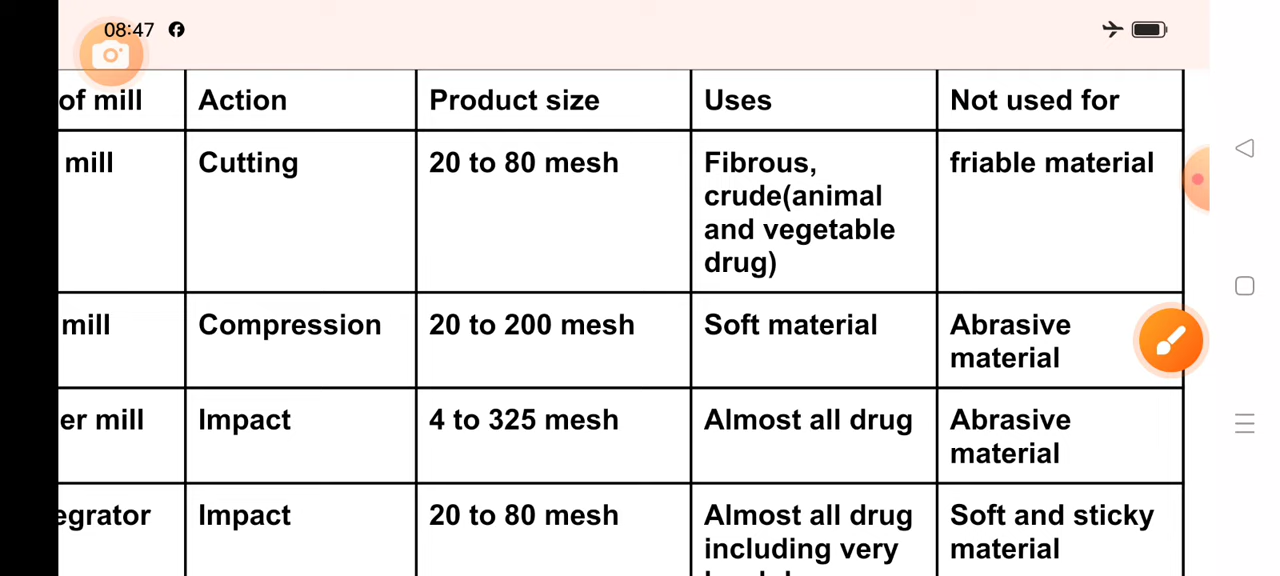 08:47
of mill Action Product size Uses Not used for
mill Cutting 20 to 80 mesh Fibrous, friable material
crude(animal
and vegetable
drug)
mill Compression 20 to 200 mesh Soft material Abrasive
material
er mill Impact 4 to 325 mesh Almost all drug Abrasive
material
egrator Impact 20 to 80 mesh Almost all drug Soft and sticky
including very material